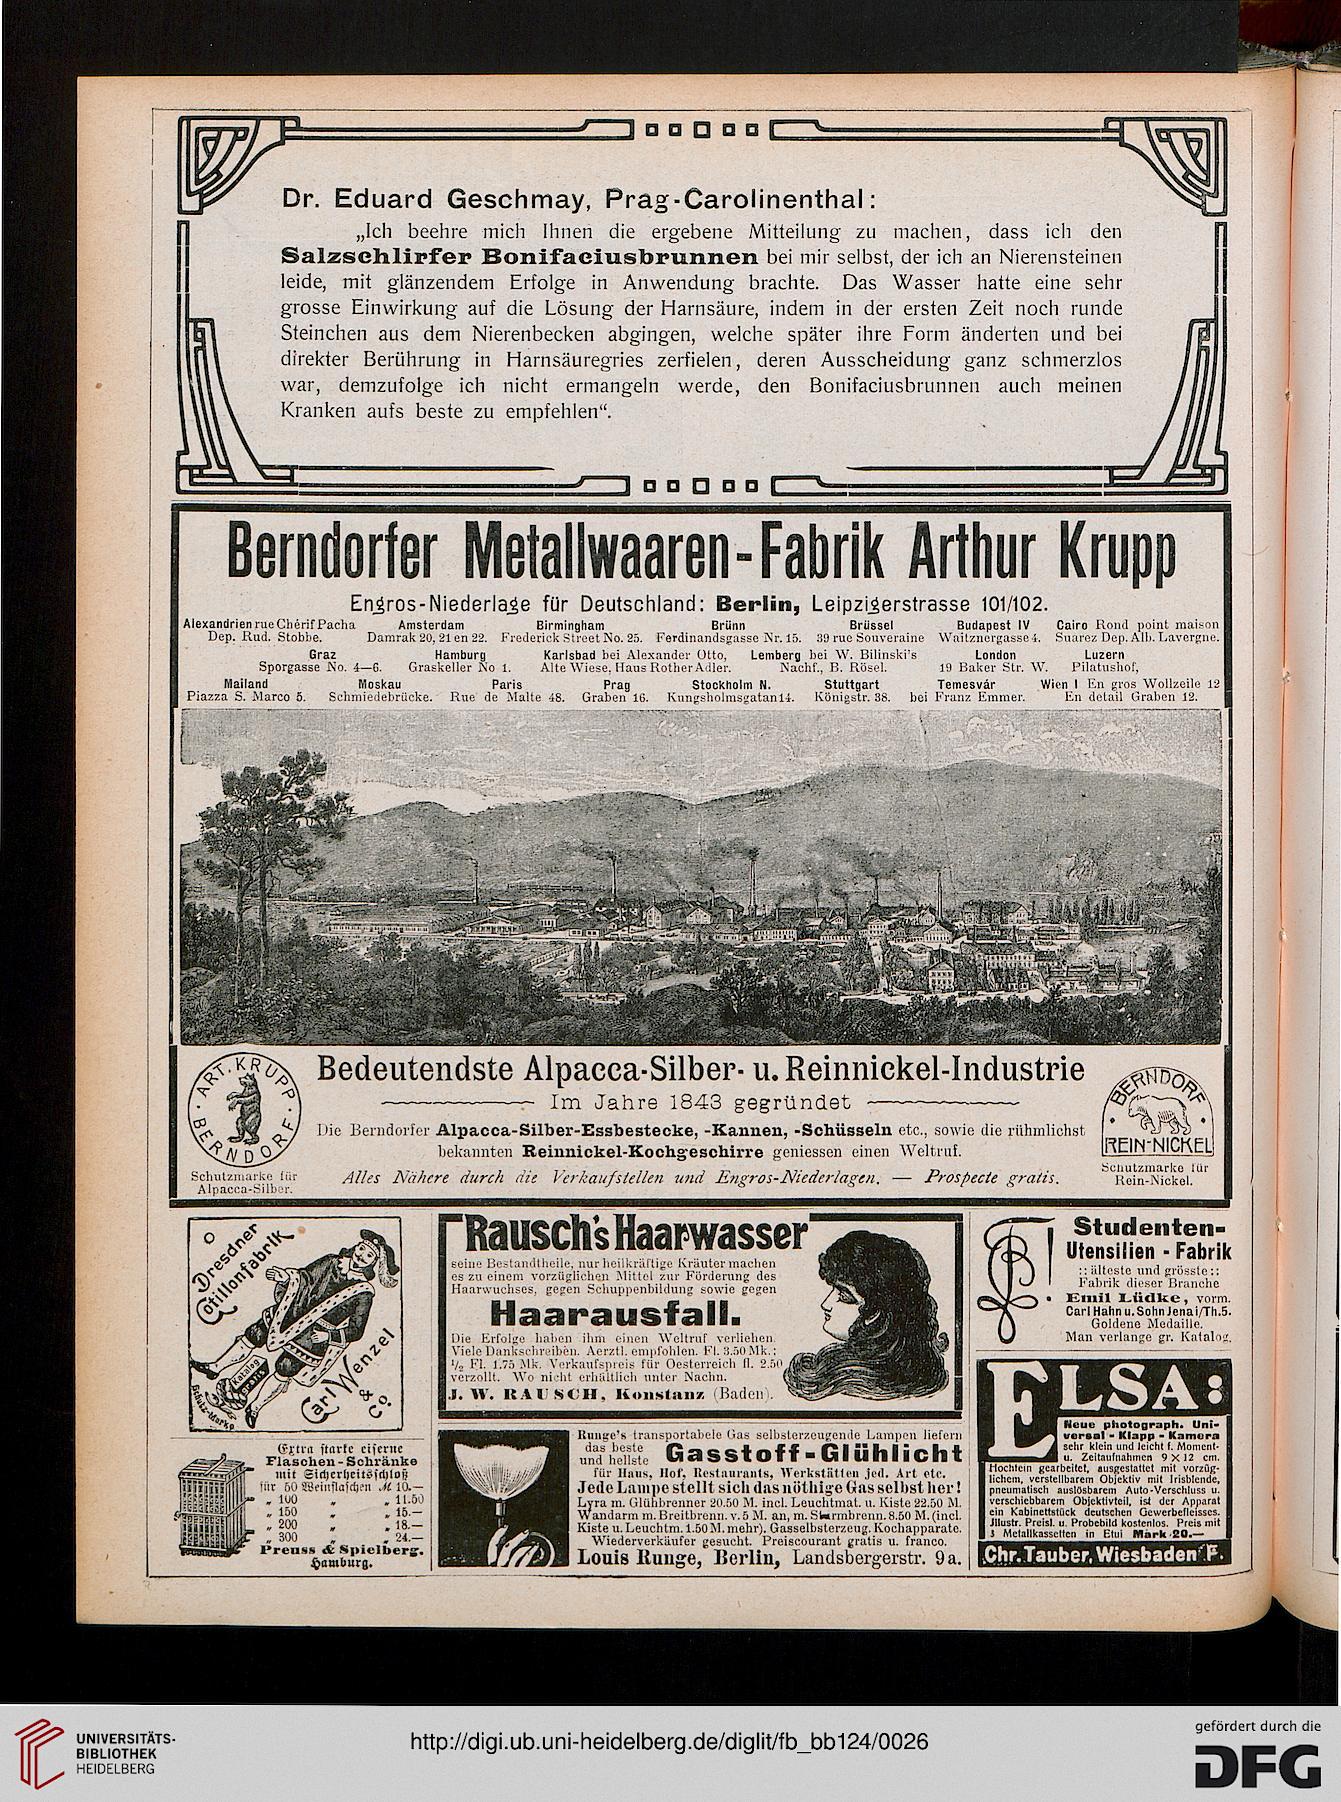 Dr. Eduard Geschmay, Prag-Carolinenthal:
„Ich beehre mich Ihnen die ergebene Mitteilung zu machen, dass ich den
Salzschlirfer Bonifaciusbrunnen bei mir selbst, der ich an Nierensteinen
leide, mit glänzendem Erfolge in Anwendung brachte. Das Wasser hatte eine sehr
grosse Einwirkung auf die Lösung der Harnsäure, indem in der ersten Zeit noch runde
Steinchen aus dem Nierenbecken abgingen, welche später ihre Form änderten und bei
direkter Berührung in Harnsäuregries zerfielen, deren Ausscheidung ganz schmerzlos
war, demzufolge ich nicht ermangeln werde, den Bonifaciusbrunnen auch meinen
Kranken aufs beste zu empfehlen“.
Berndorfer Metallwaaren-Fabrik Arthur Krupp
Engros-Niederlage für Deutschland: Berlin, Leipzigerstrasse 101/102.
Alexandrien rue Chérif Pacha Amsterdam Birmingham Brünn Brüssel Budapest IV Cairo Rond point maison
Dep. Rud. Stobbe. Damrak 20, 21 en 22. Frederick Street No. 25. Ferdinandsgasse Nr. 15. 39 rue Souveraine Waitznergasse 4. Suarez Dep. Alb. Lavergne.
Graz Hamburg Karlsbad bei Alexander Otto, Lemberg bei W. Bilinski's London Luzern
Sporgasse No. 4—6. Graskeller No 1. Alte Wiese, Haus Rother Adler. Nachf., B. Rösel. 19 Baker Str. W. Pilatushof,
Mailand Moskau Paris Prag Stockholm N. Stuttgart Temesvár Wien I En gros Wollzeile 12
Piazza S. Marco 5. Schmiedebrücke. Rue de Malte 48. Graben 16. Kungsholmsgatan 14. Königstr. 38. bei Franz Emmer. En detail Graben 12.
ART. KRUPP
BERNDORF
Schutzmarke für
Alpacca-Silber.
Bedeutendste Alpacca-Silber- u. Reinnickel-Industrie
Im Jahre 1843 gegründet
Die Berndorfer Alpacca-Silber-Essbestecke, -Kannen, -Schüsseln etc., sowie die rühmlichst
bekannten Reinnickel-Kochgeschirre geniessen einen Weltruf.
Alles Nähere durch die Verkaufstellen und Engros-Niederlagen. — Prospecte gratis.
BERNDORF
REIN-NICKEL
Schutzmarke für
Rein-Nickel.
Dresdner
Cotillonfabrik
Katalog
gratis
Schutz-Marke
Carl Wenzel
& Co.
Extra starke eiserne
Flaschen-Schränke
mit Sicherheitsschloß
für 50 Weinflaschen M 10.—
„ 100 „ „ 11.50
„ 150 „ „ 15.—
„ 200 „ „ 18.—
„ 300 „ „ 24.—
Preuss & Spielberg.
Hamburg.
Rausch's Haarwasser
seine Bestandtheile, nur heilkräftige Kräuter machen
es zu einem vorzüglichen Mittel zur Förderung des
Haarwuchses, gegen Schuppenbildung sowie gegen
Haarausfall.
Die Erfolge haben ihm einen Weltruf verliehen.
Viele Dankschreiben. Aerztl. empfohlen. Fl. 3.50 Mk.:
1/2 Fl. 1.75 Mk. Verkaufspreis für Oesterreich fl. 2.50
verzollt. Wo nicht erhältlich unter Nachn.
J. W. RAUSCH, Konstanz (Baden).
Runge's transportabele Gas selbsterzeugende Lampen liefern
das beste
und hellste Gasstoff-Glühlicht
für Haus, Hof, Restaurants, Werkstätten jed. Art etc.
Jede Lampe stellt sich das nöthige Gas selbst her!
Lyra m. Glühbrenner 20.50 M. incl. Leuchtmat. u. Kiste 22.50 M.
Wandarm m. Breitbrenn. v. 5 M. an, m. Starmbrenn. 8.50 M. (incl.
Kiste u. Leuchtm. 1.50 M. mehr). Gasselbsterzeug. Kochapparate.
Wiederverkäufer gesucht. Preiscourant gratis u. franco.
Louis Runge, Berlin, Landsbergerstr. 9a.
Studenten-
Utensilien - Fabrik
:: älteste und grösste ::
Fabrik dieser Branche
Emil Lüdke, vorm.
Carl Hahn u. Sohn Jena i/Th. 5.
Goldene Medaille.
Man verlange gr. Katalog.
ELSA:
Neue photograph. Uni-
versal - Klapp - Kamera
sehr klein und leicht f. Moment-
u. Zeitaufnahmen 9 × 12 cm.
Hochfein gearbeitet, ausgestattet mit vorzüg-
lichem, verstellbarem Objektiv mit Irisblende,
pneumatisch auslösbarem Auto-Verschluss u.
verschiebbarem Objektivteil, ist der Apparat
ein Kabinettstück deutschen Gewerbefleisses.
Jllustr. Preisl. u. Probebild kostenlos. Preis mit
3 Metallkassetten in Etui Mark 20.—
Chr. Tauber, Wiesbaden F.
UNIVERSITÄTS-
BIBLIOTHEK
HEIDELBERG
http://digi.ub.uni-heidelberg.de/diglit/fb_bb124/0026
gefördert durch die
DFG